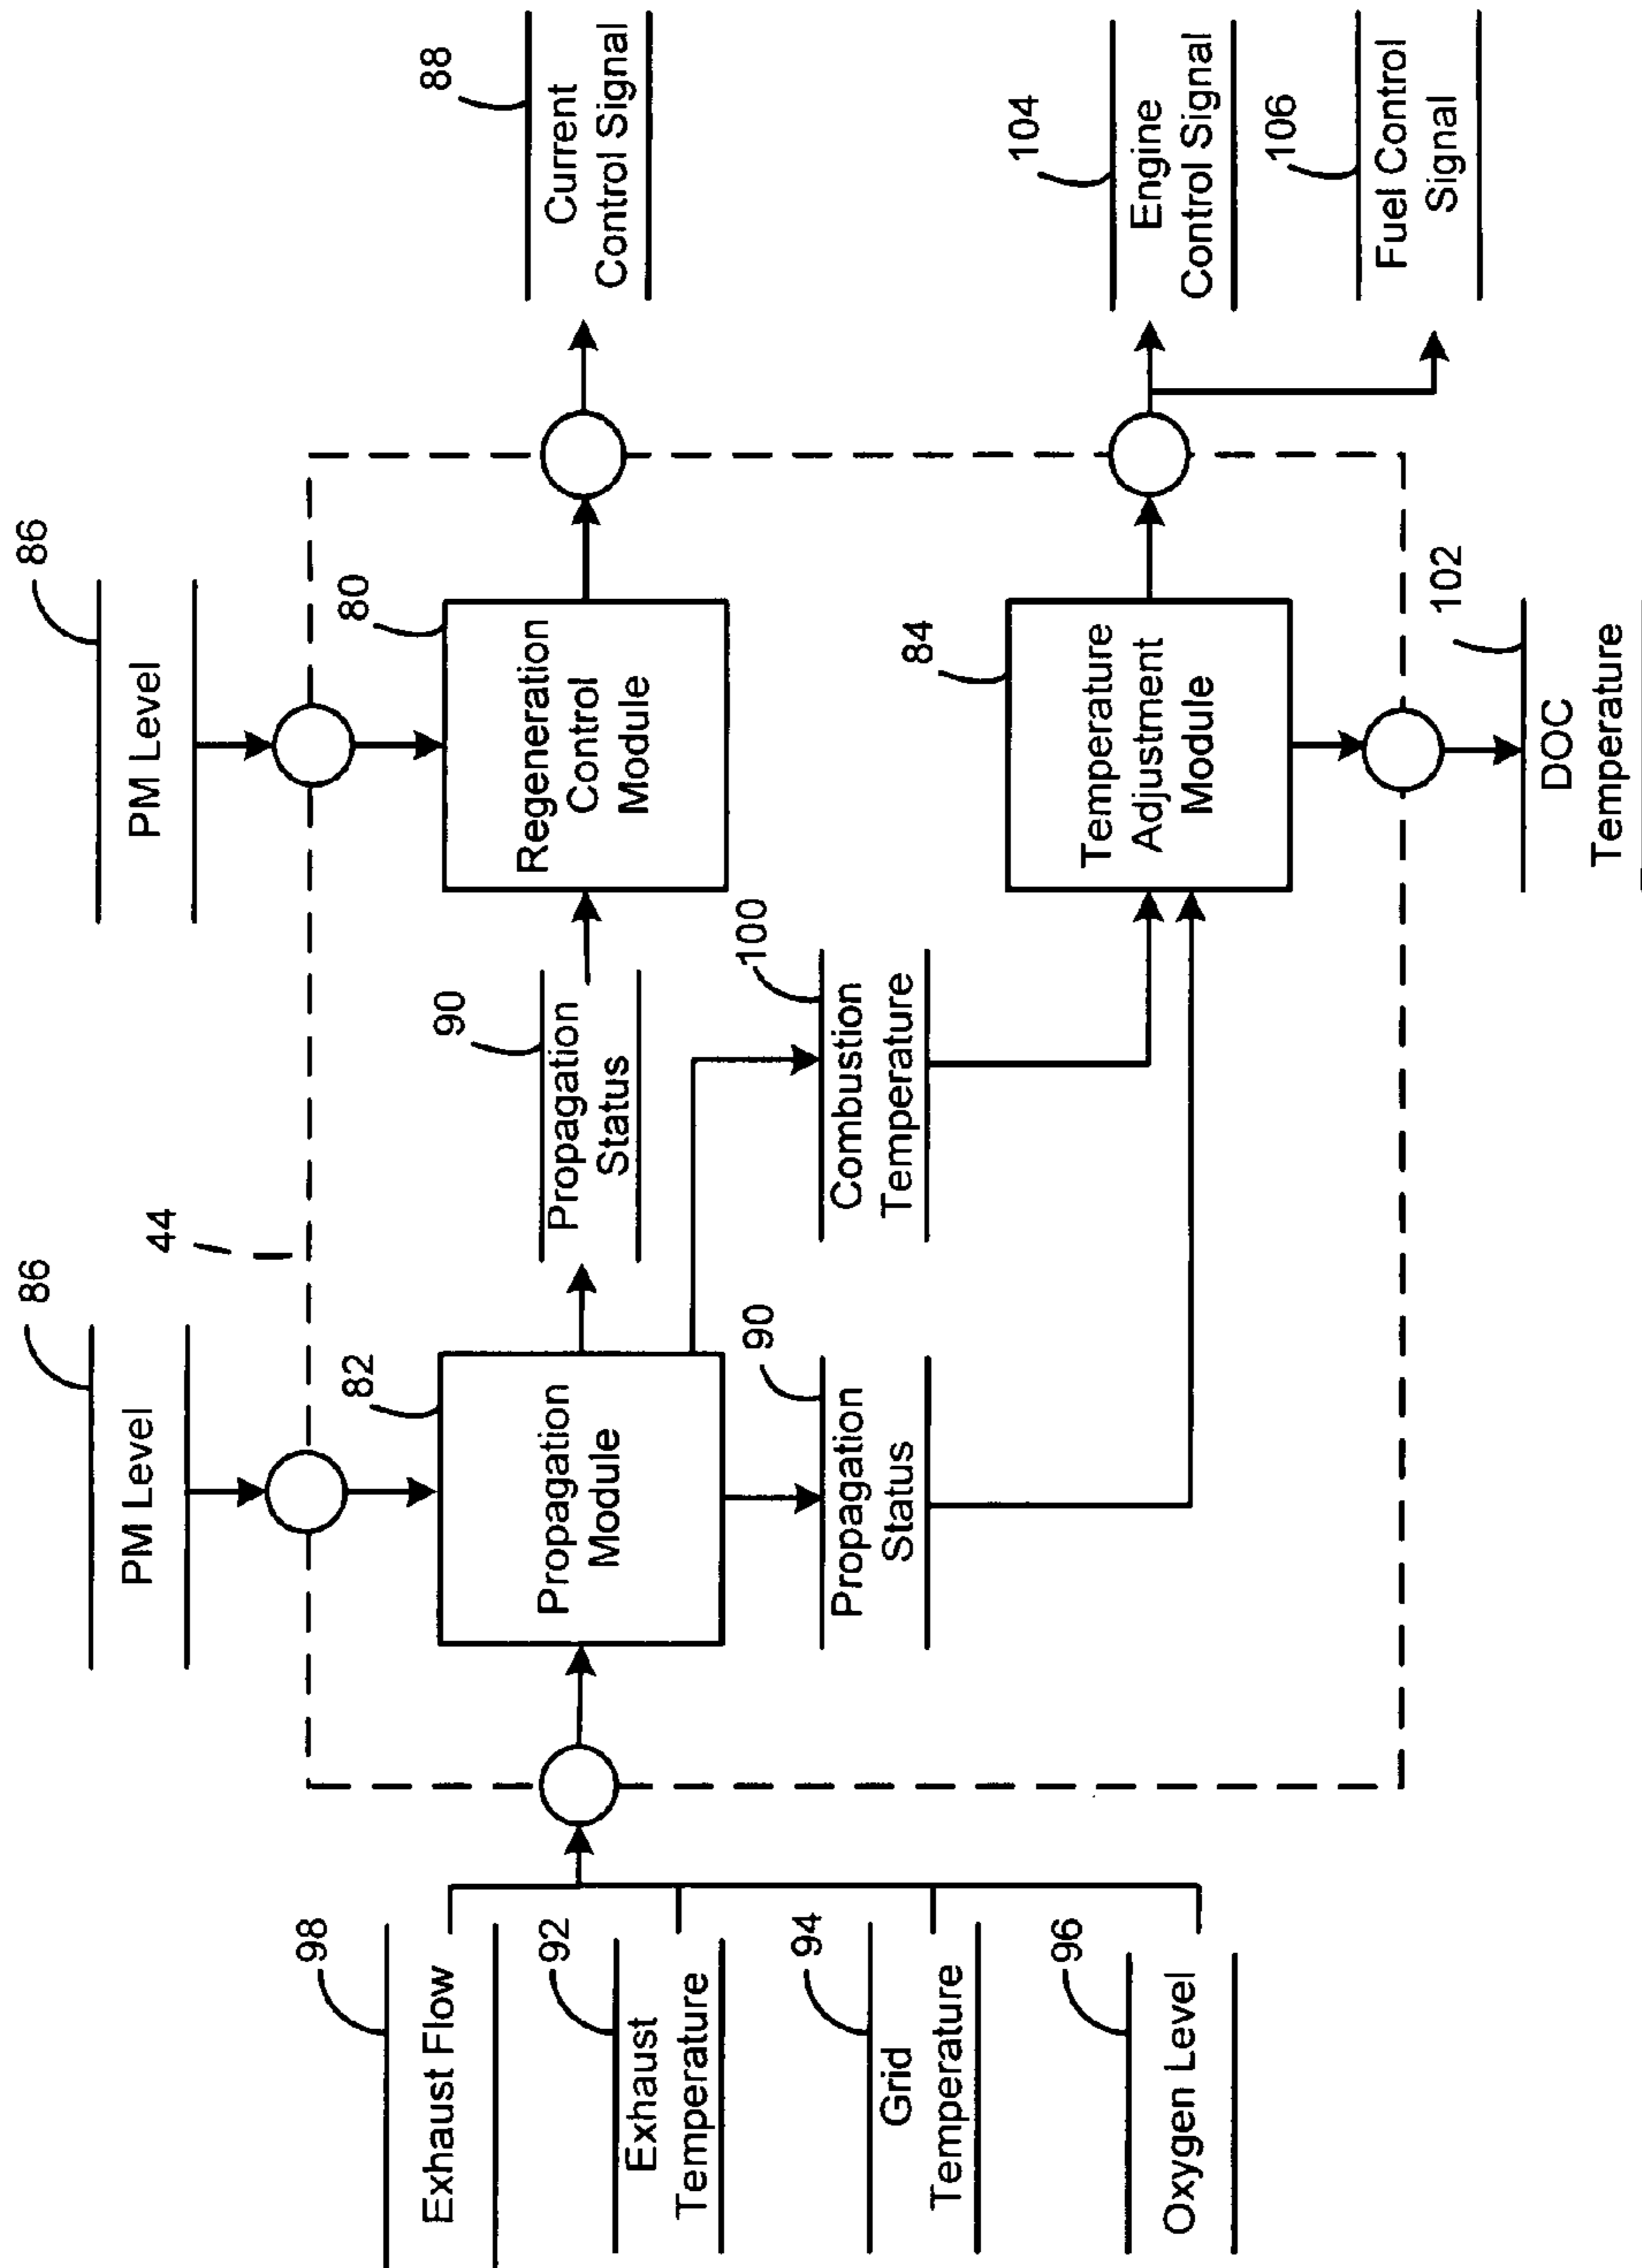 86
PM Level
86
PM Level
44
98
Exhaust Flow
92
Exhaust
Temperature
94
Grid
Temperature
96
Oxygen Level
82
Propagation
Module
90
Propagation
Status
80
Regeneration
Control
Module
88
Current
Control Signal
90
Propagation
Status
100
Combustion
Temperature
84
Temperature
Adjustment
Module
104
Engine
Control Signal
106
Fuel Control
Signal
102
DOC
Temperature